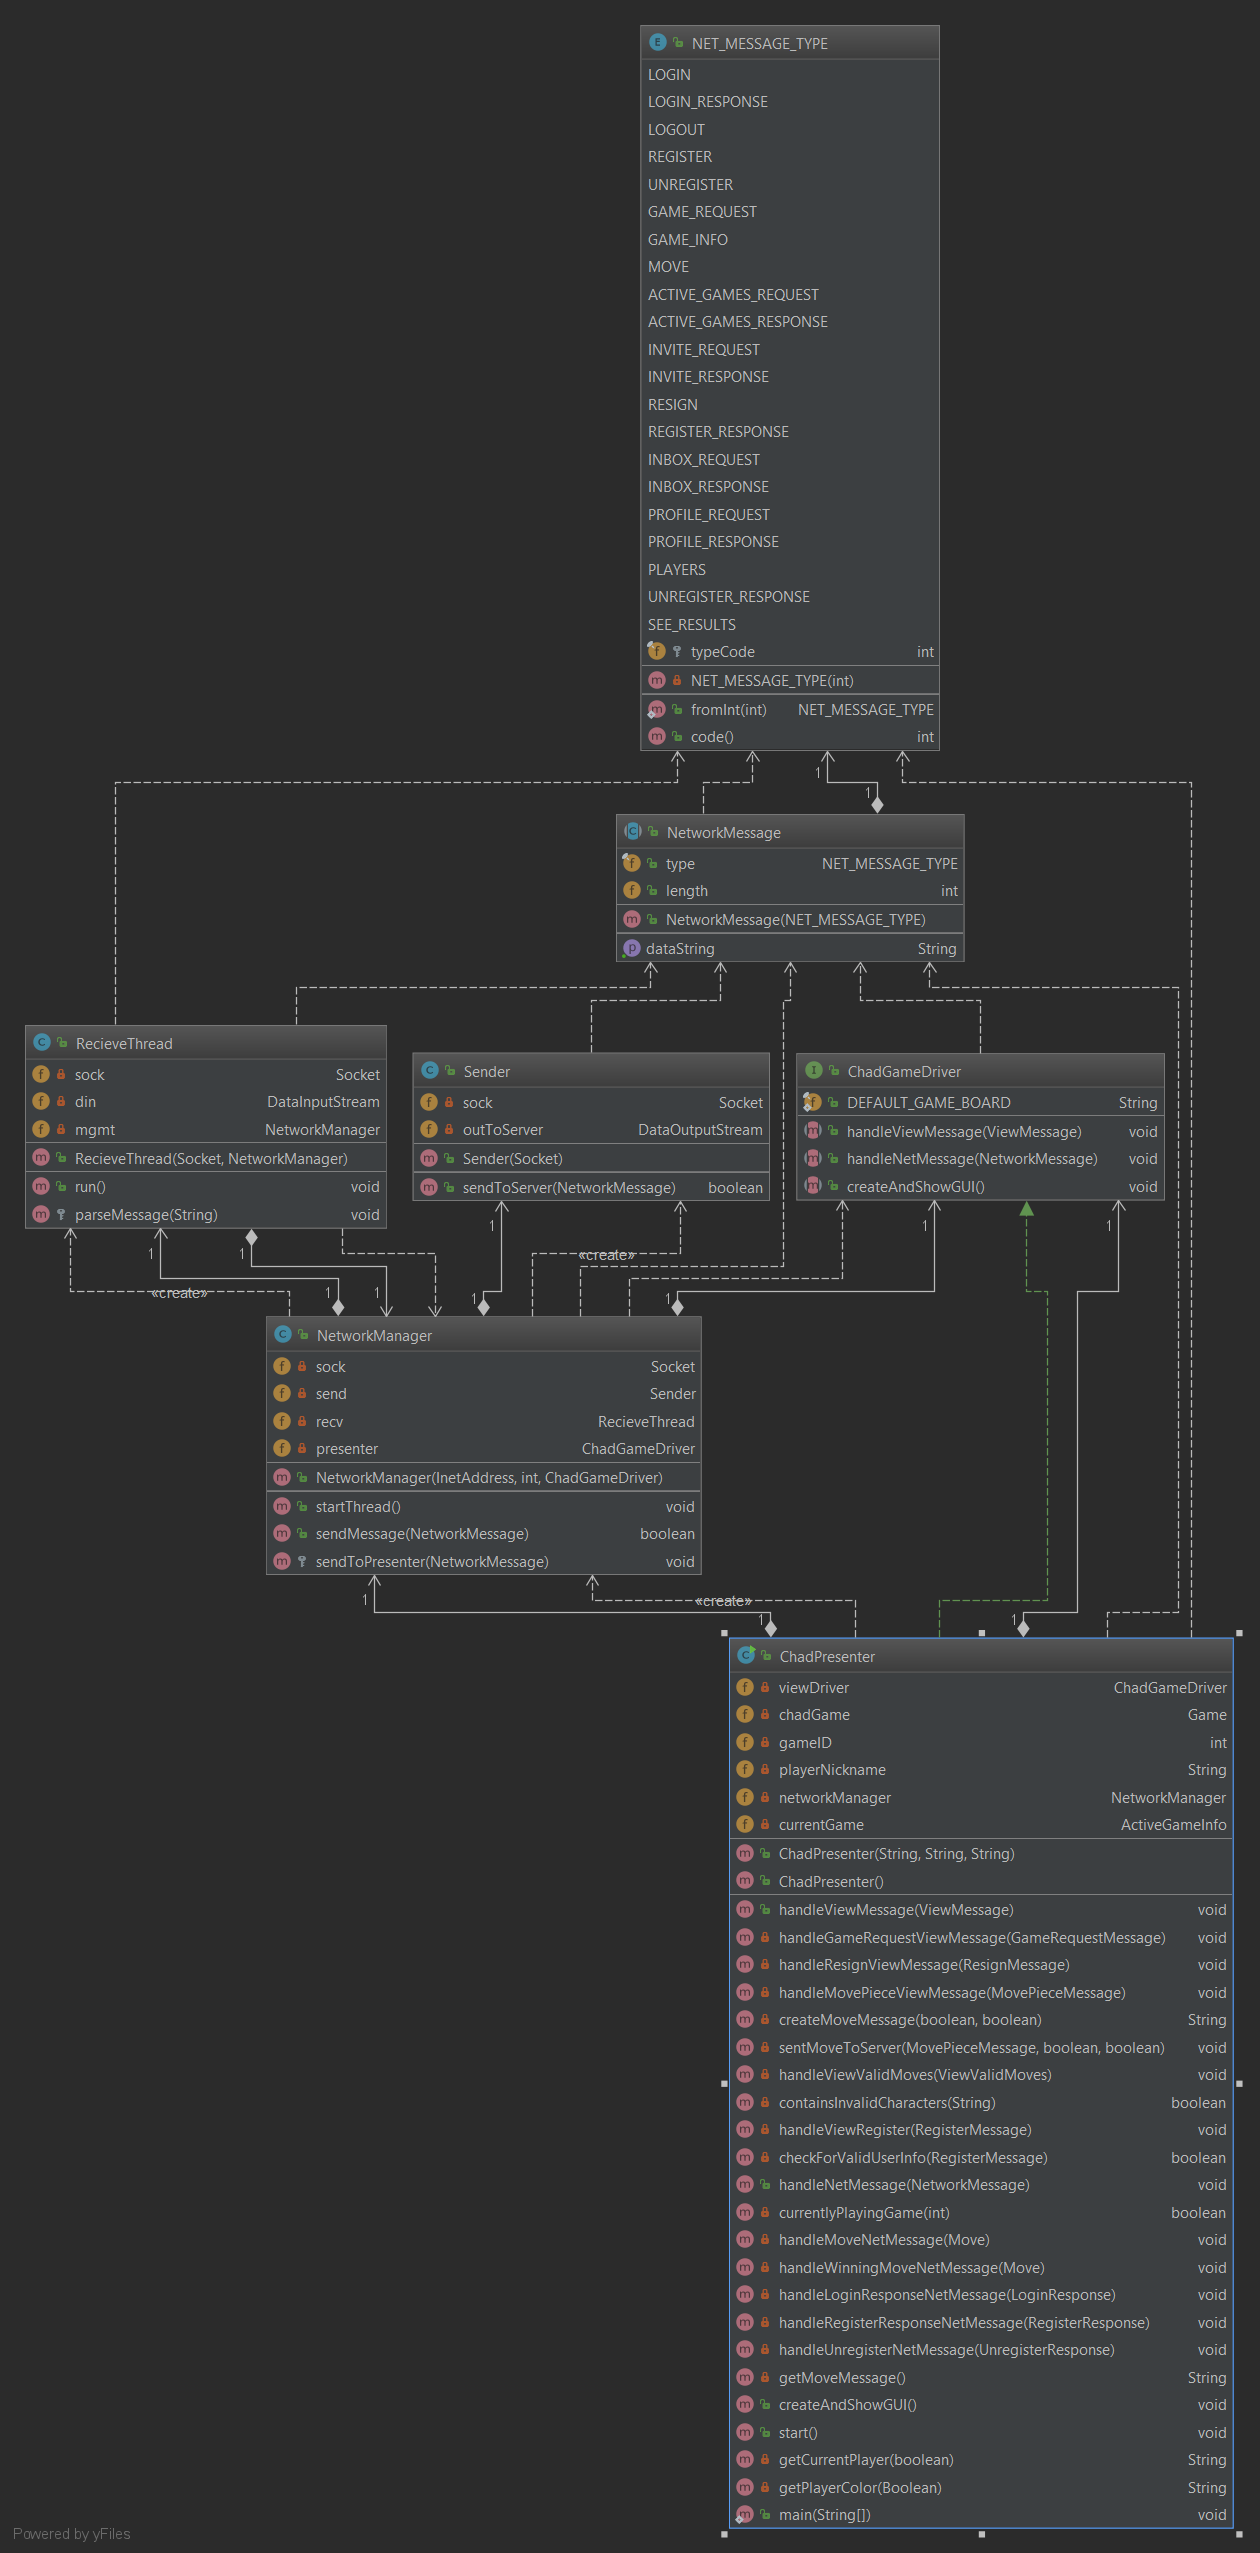 NET_MESSAGE_TYPE
LOGIN
LOGIN_RESPONSE
LOGOUT
REGISTER
UNREGISTER
GAME_REQUEST
GAME_INFO
MOVE
ACTIVE_GAMES_REQUEST
ACTIVE_GAMES_RESPONSE
INVITE_REQUEST
INVITE_RESPONSE
RESIGN
REGISTER_RESPONSE
INBOX_REQUEST
INBOX_RESPONSE
PROFILE_REQUEST
PROFILE_RESPONSE
PLAYERS
UNREGISTER_RESPONSE
SEE_RESULTS
typeCode int
NET_MESSAGE_TYPE(int)
fromInt(int) NET_MESSAGE_TYPE
code() int
1
1
NetworkMessage
type NET_MESSAGE_TYPE
length int
NetworkMessage(NET_MESSAGE_TYPE)
dataString String
RecieveThread
sock Socket
din DataInputStream
mgmt NetworkManager
RecieveThread(Socket, NetworkManager)
run() void
parseMessage(String) void
Sender
sock Socket
outToServer DataOutputStream
Sender(Socket)
sendToServer(NetworkMessage) boolean
ChadGameDriver
DEFAULT_GAME_BOARD String
handleViewMessage(ViewMessage) void
handleNetMessage(NetworkMessage) void
createAndShowGUI() void
1 1 1 1 1
«create»
«create»
1 1 1 1
NetworkManager
sock Socket
send Sender
recv RecieveThread
presenter ChadGameDriver
NetworkManager(InetAddress, int, ChadGameDriver)
startThread() void
sendMessage(NetworkMessage) boolean
sendToPresenter(NetworkMessage) void
1
«create»
1 1
ChadPresenter
viewDriver ChadGameDriver
chadGame Game
gameID int
playerNickname String
networkManager NetworkManager
currentGame ActiveGameInfo
ChadPresenter(String, String, String)
ChadPresenter()
handleViewMessage(ViewMessage) void
handleGameRequestViewMessage(GameRequestMessage) void
handleResignViewMessage(ResignMessage) void
handleMovePieceViewMessage(MovePieceMessage) void
createMoveMessage(boolean, boolean) String
sentMoveToServer(MovePieceMessage, boolean, boolean) void
handleViewValidMoves(ViewValidMoves) void
containsInvalidCharacters(String) boolean
handleViewRegister(RegisterMessage) void
checkForValidUserInfo(RegisterMessage) boolean
handleNetMessage(NetworkMessage) void
currentlyPlayingGame(int) boolean
handleMoveNetMessage(Move) void
handleWinningMoveNetMessage(Move) void
handleLoginResponseNetMessage(LoginResponse) void
handleRegisterResponseNetMessage(RegisterResponse) void
handleUnregisterNetMessage(UnregisterResponse) void
getMoveMessage() String
createAndShowGUI() void
start() void
getCurrentPlayer(boolean) String
getPlayerColor(Boolean) String
main(String[]) void
Powered by yFiles